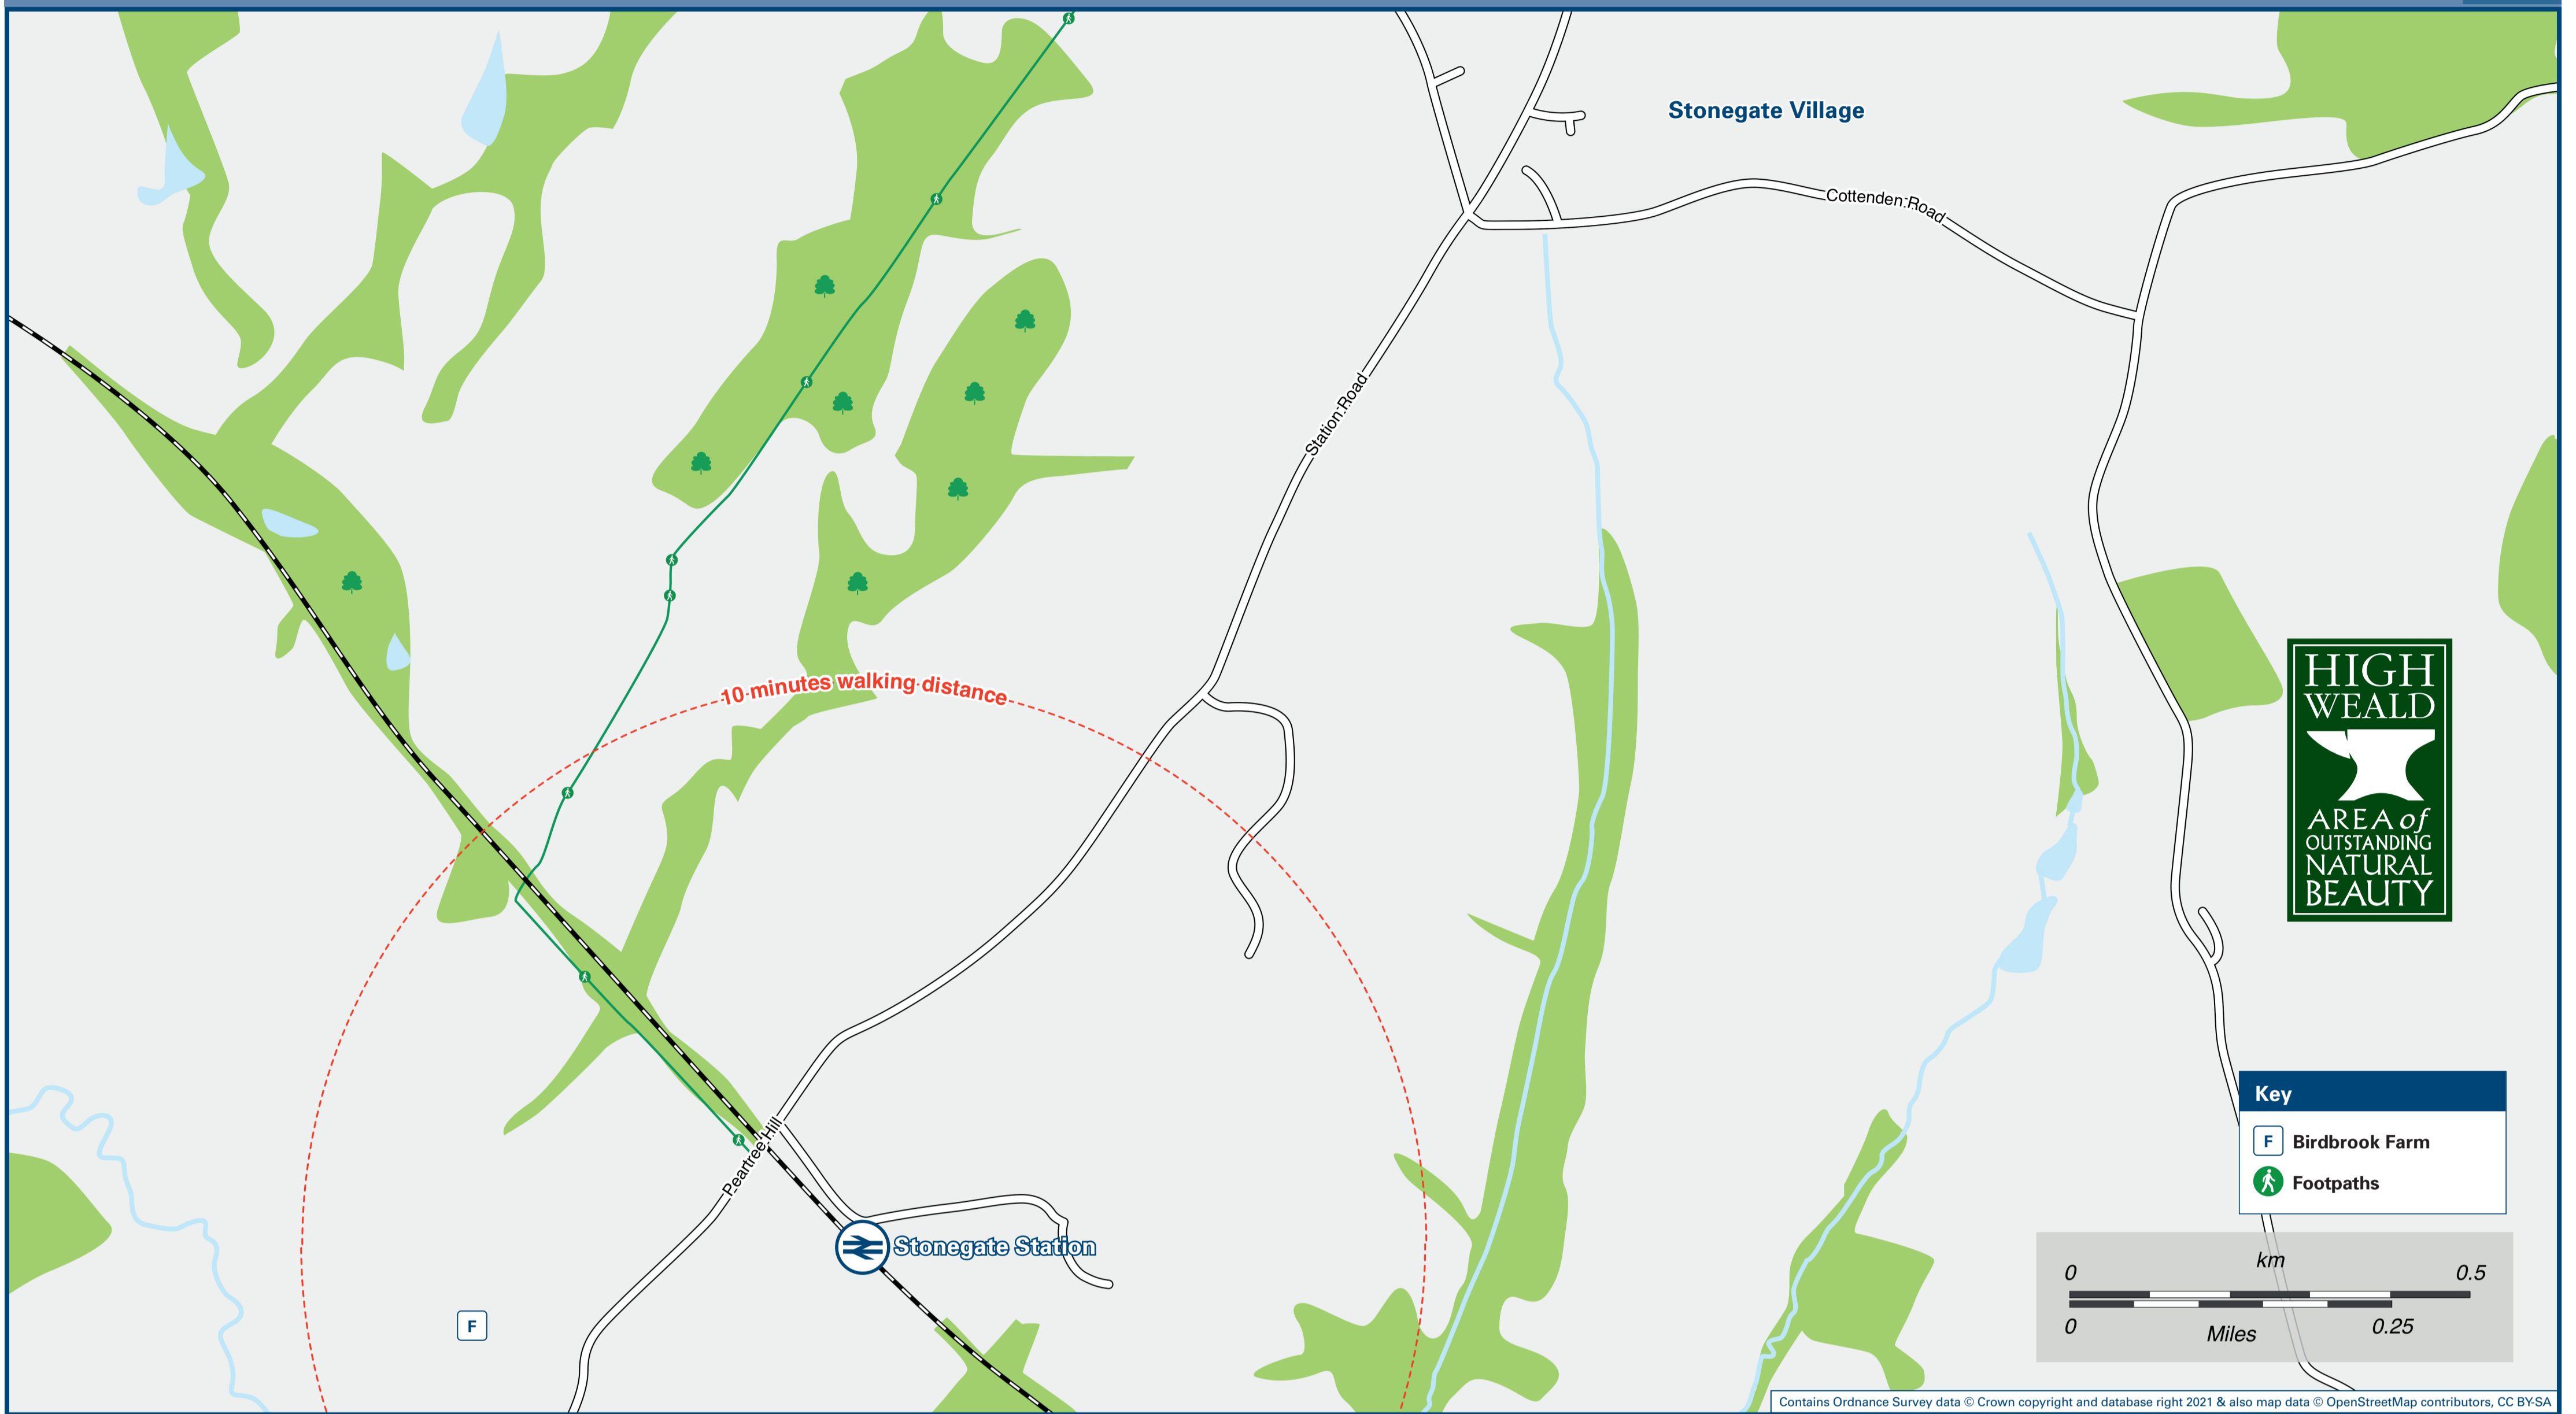 Stonegate Village
Cottenden Road
Station Road
10 minutes walking distance
HIGH
WEALD
AREA of
OUTSTANDING
NATURAL
BEAUTY
Key
F Birdbrook Farm
Footpaths
Peartree Hill
Stonegate Station
km
0 0.5
0 Miles 0.25
F
Contains Ordnance Survey data © Crown copyright and database right 2021 & also map data © OpenStreetMap contributors, CC BY-SA